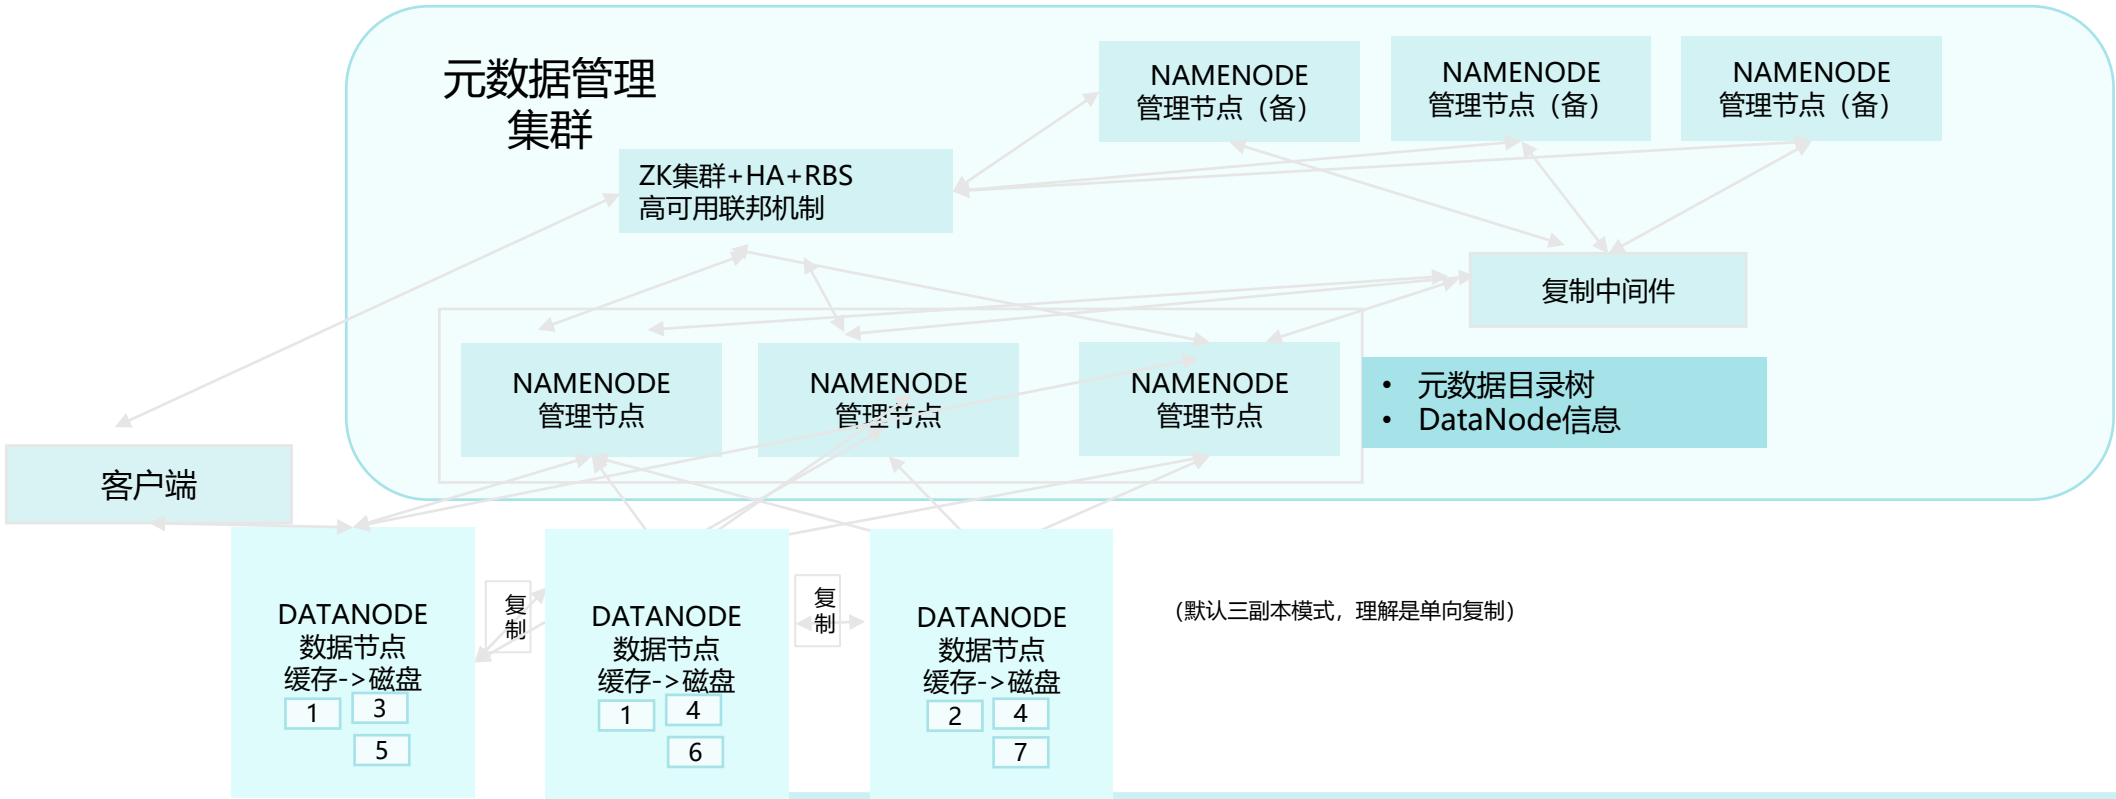 元数据管理
集群
NAMENODE
管理节点（备）
NAMENODE
管理节点（备）
NAMENODE
管理节点（备）
ZK集群+HA+RBS
高可用联邦机制
复制中间件
NAMENODE
管理节点
NAMENODE
管理节点
NAMENODE
管理节点
• 元数据目录树
• DataNode信息
客户端
DATANODE
数据节点
缓存->磁盘
1
3
5
复
制
DATANODE
数据节点
缓存->磁盘
1
4
6
复
制
DATANODE
数据节点
缓存->磁盘
2
4
7
（默认三副本模式，理解是单向复制）